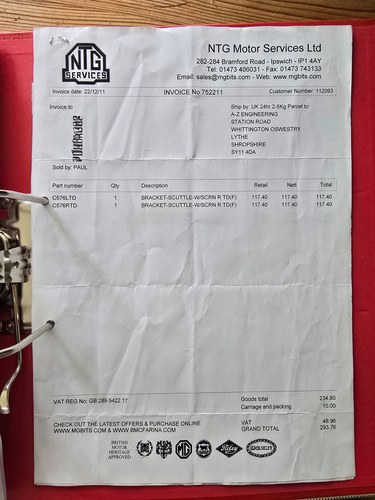 NTG
SERVICES
NTG Motor Services Ltd
282-284 Bramford Road - Ipswich - IP1 4AY
Tel: 01473 406031 - Fax: 01473 743133
Email: sales@mgbits.com - Web: www.mgbits.com
Invoice date: 22/12/11 INVOICE No 752211 Customer Number: 112093
Invoice to
Ship by: UK 24hr 2-5Kg Parcel to:
A-Z ENGINEERING
STATION ROAD
WHITTINGTON OSWESTRY
LYTHE
SHROPSHIRE
SY11 4DA
Sold by: PAUL
Part number Qty Description Retail Nett Total
C576LTD 1 BRACKET-SCUTTLE-W/SCRN R TD(F) 117.40 117.40 117.40
C576RTD 1 BRACKET-SCUTTLE-W/SCRN R TD(F) 117.40 117.40 117.40
VAT REG No: GB 288 5422 17
Goods total 234.80
Carriage and packing 10.00
CHECK OUT THE LATEST OFFERS & PURCHASE ONLINE
WWW.MGBITS.COM & WWW.BMCFARINA.COM
VAT 48.96
GRAND TOTAL 293.76
BRITISH
MOTOR
HERITAGE
APPROVED
MG
Riley
WOLSELEY